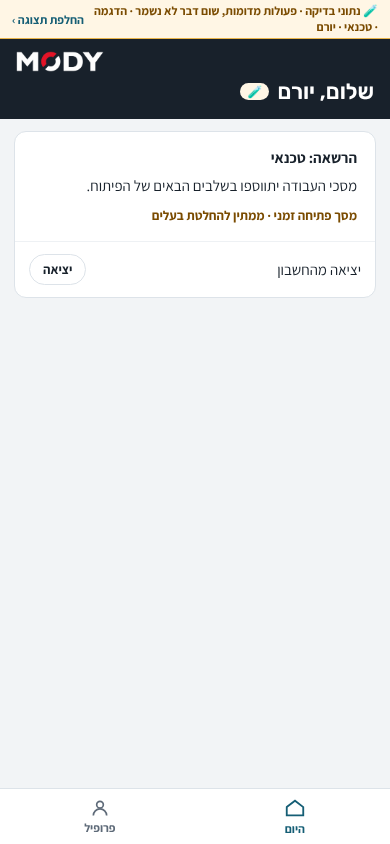 🧪 נתוני בדיקה · פעולות מדומות, שום דבר לא נשמר · הדגמה
· טכנאי · יורם
החלפת תצוגה ›
MODY
שלום, יורם 🧪
הרשאה: טכנאי
מסכי העבודה יתווספו בשלבים הבאים של הפיתוח.
מסך פתיחה זמני · ממתין להחלטת בעלים
יציאה מהחשבון
יציאה
היום
פרופיל